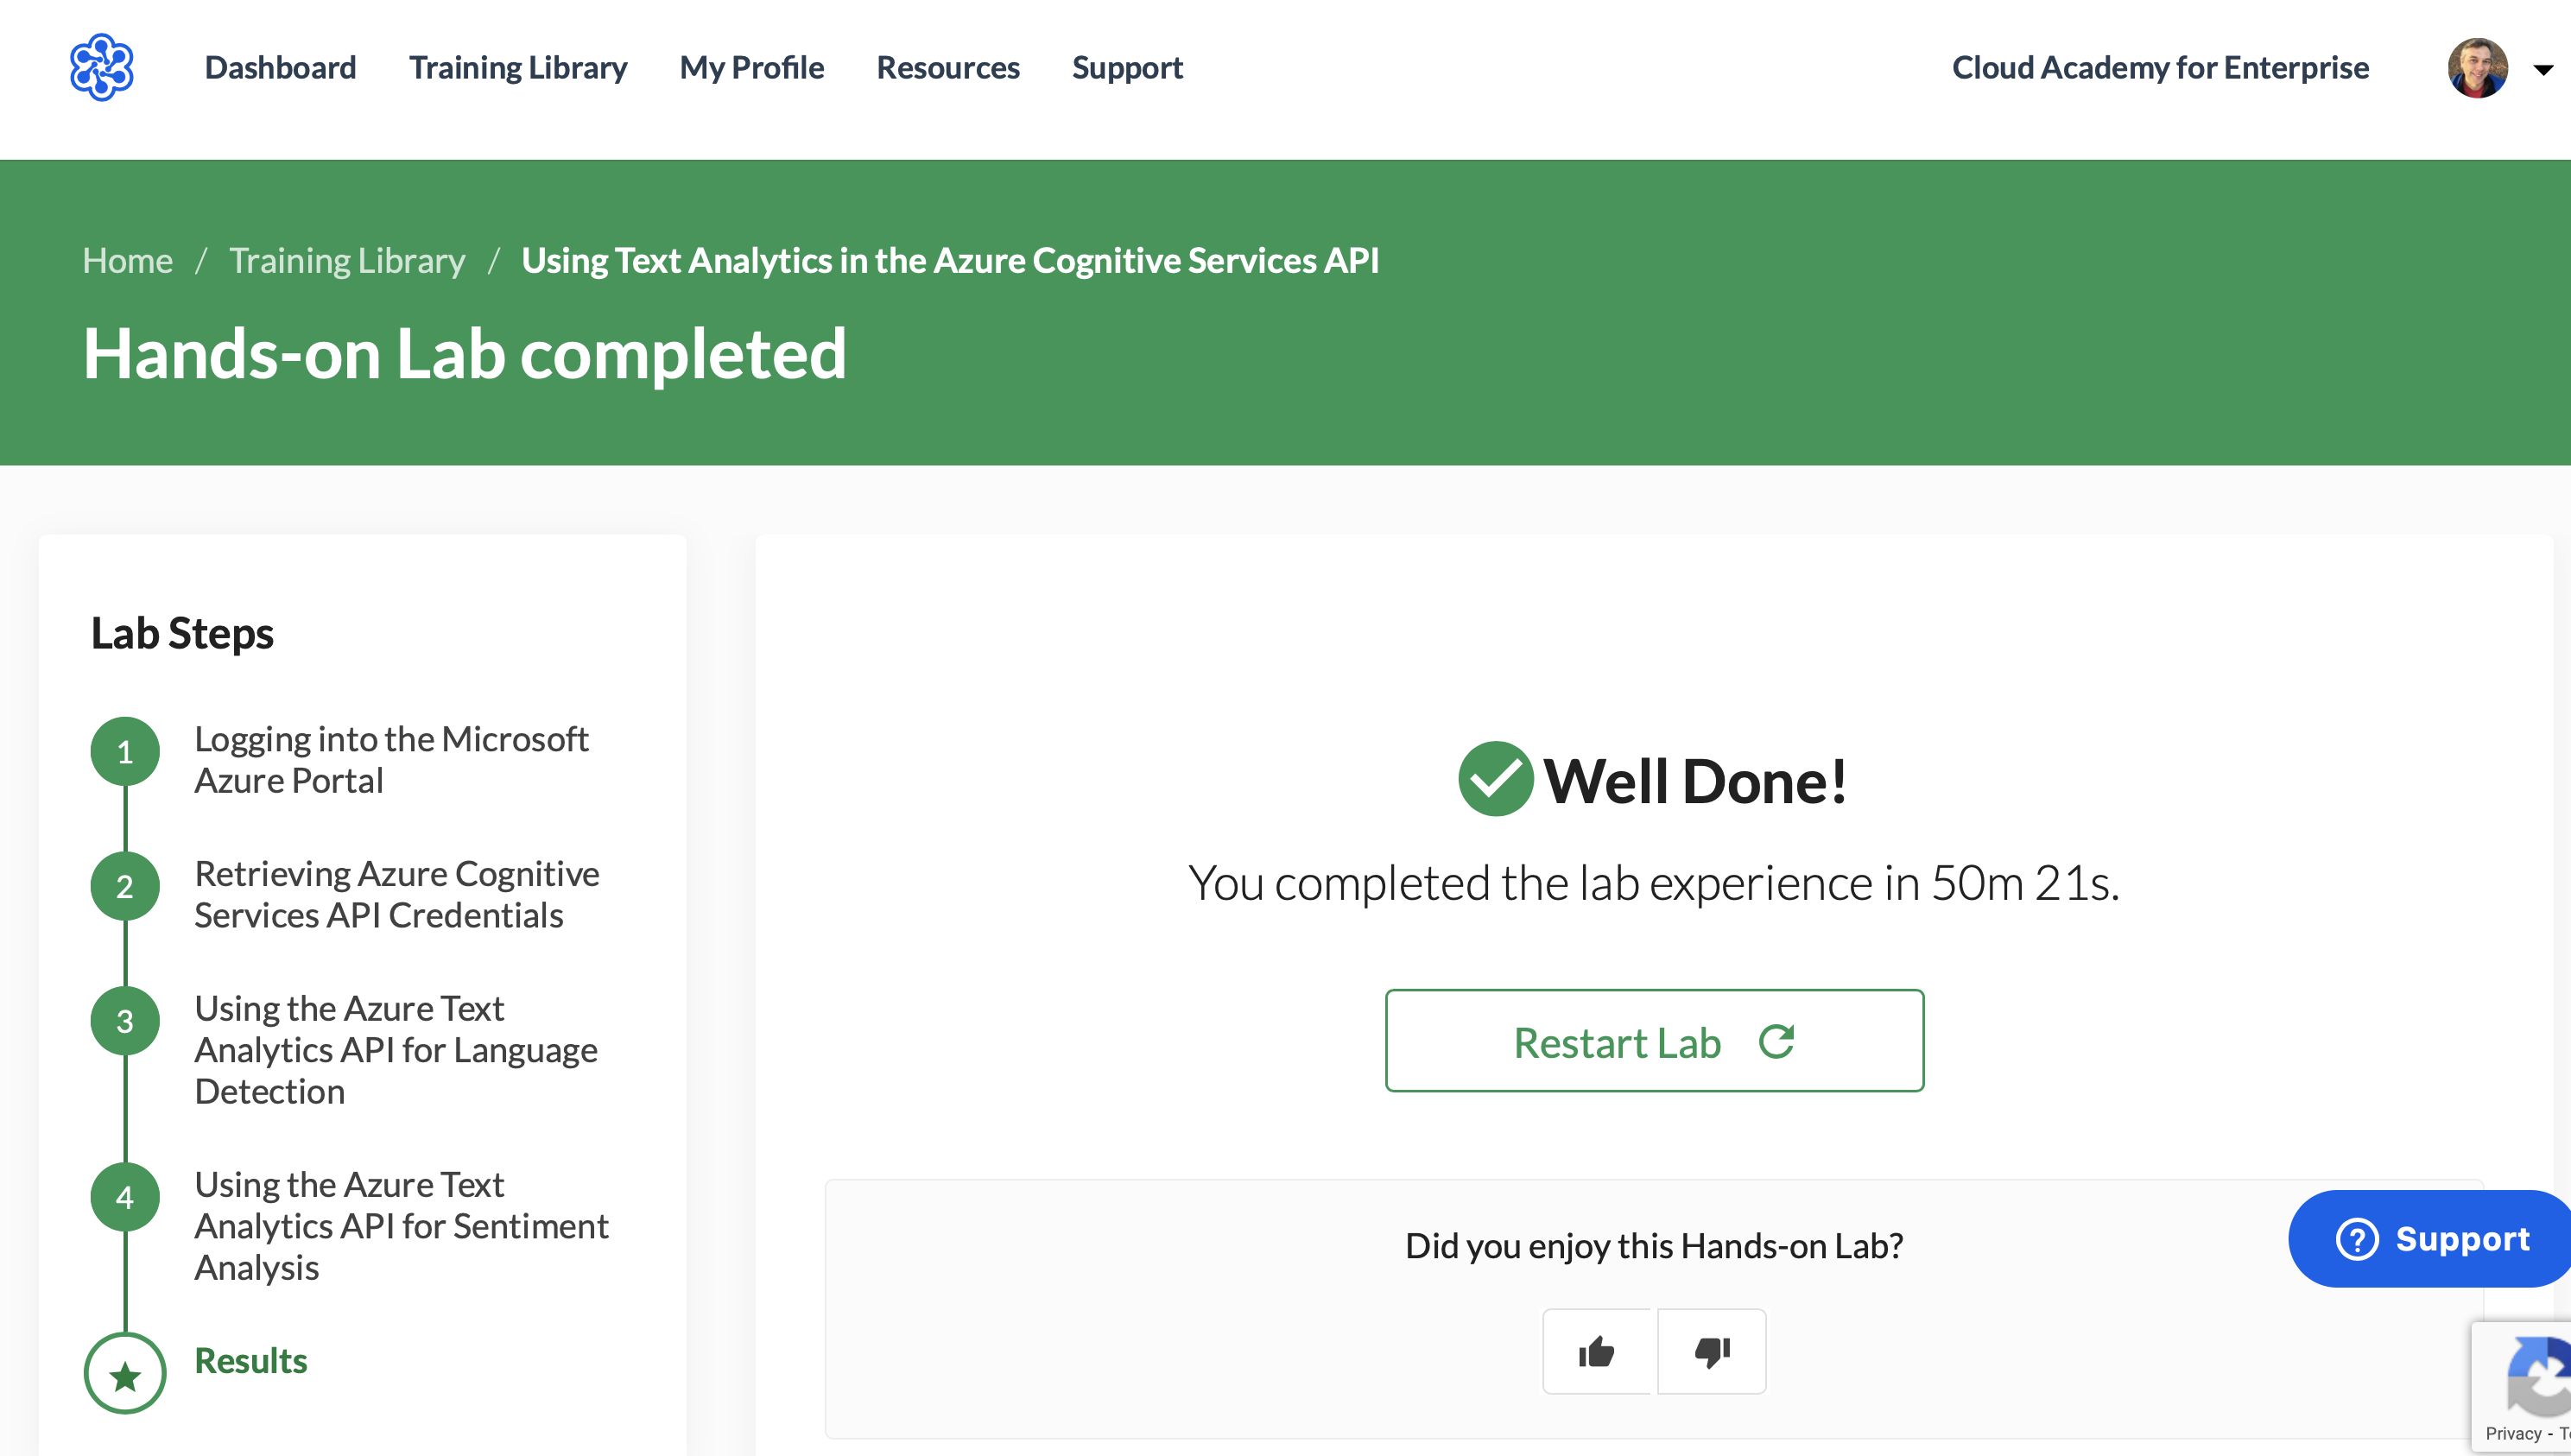 Dashboard Training Library My Profile Resources Support Cloud Academy for Enterprise
Home / Training Library / Using Text Analytics in the Azure Cognitive Services API
Hands-on Lab completed
Lab Steps
1 Logging into the Microsoft
Azure Portal
2 Retrieving Azure Cognitive
Services API Credentials
3 Using the Azure Text
Analytics API for Language
Detection
4 Using the Azure Text
Analytics API for Sentiment
Analysis
Results
Well Done!
You completed the lab experience in 50m 21s.
Restart Lab
Did you enjoy this Hands-on Lab?
Support
Privacy -